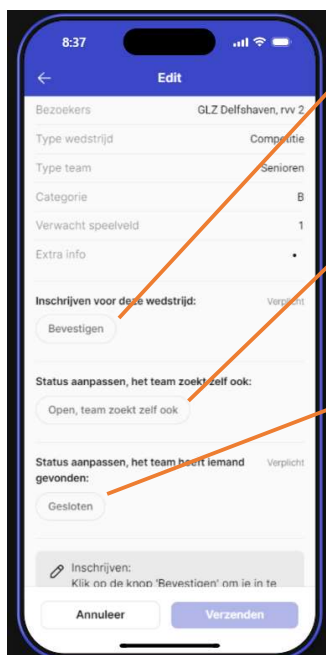 8:37
Edit
Bezoekers GLZ Delfshaven, rvv 2
Type wedstrijd Competitie
Type team Senioren
Categorie B
Verwacht speelveld 1
Extra info •
Inschrijven voor deze wedstrijd: Verplicht
Bevestigen
Status aanpassen, het team zoekt zelf ook:
Open, team zoekt zelf ook
Status aanpassen, het team heeft iemand Verplicht
gevonden:
Gesloten
Inschrijven:
Klik op de knop 'Bevestigen' om je in te
Annuleer Verzenden